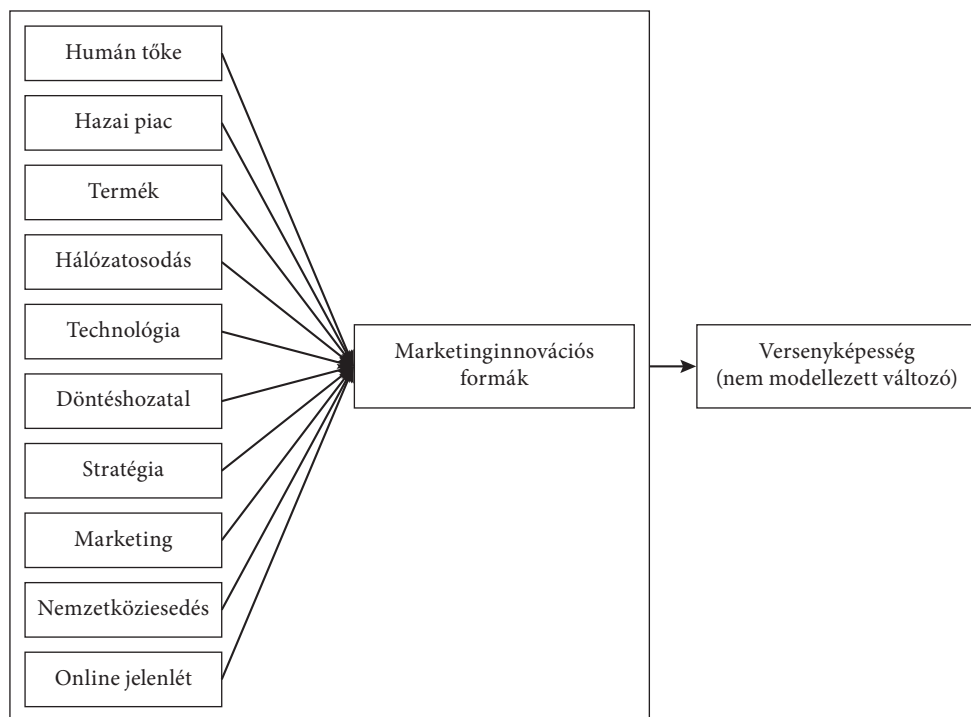 Humán tőke
Hazai piac
Termék
Hálózatosodás
Technológia
Döntéshozatal
Stratégia
Marketing
Nemzetköziesedés
Online jelenlét
Marketinginnovációs
formák
Versenyképesség
(nem modellezett változó)